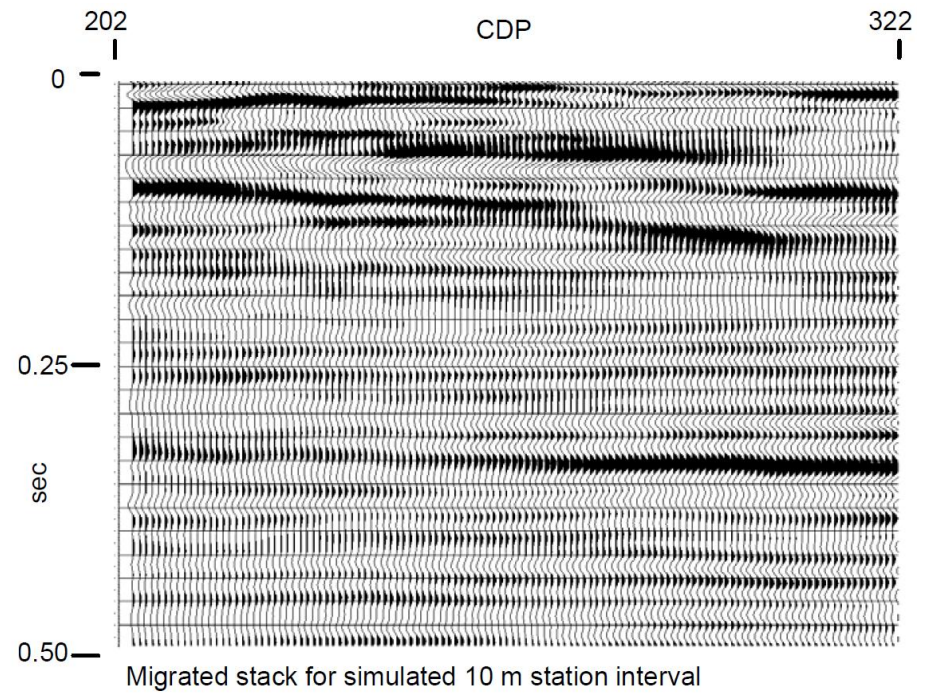 202
CDP
322
0
0.25
sec
0.50
Migrated stack for simulated 10 m station interval